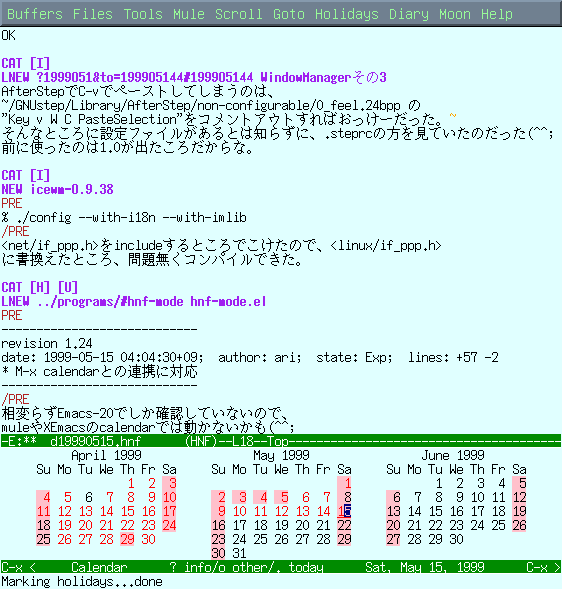 Buffers Files Tools Mule Scroll Goto Holidays Diary Moon Help
OK
CAT [I]
LNEW ?1999051&to=199905144#199905144 WindowManagerその3
AfterStepでC-vでペーストしてしまうのは、
~/GNUstep/Library/AfterStep/non-configurable/0_feel.24bpp の
"Key v W C PasteSelection"をコメントアウトすればおっけーだった。~
そんなところに設定ファイルがあるとは知らずに、.steprcの方を見ていたのだった(^^;
前に使ったのは1.0が出たころだからな。
CAT [I]
NEW icewm-0.9.38
PRE
% ./config --with-i18n --with-imlib
/PRE
<net/if_ppp.h>をincludeするところでこけたので、<linux/if_ppp.h>
に書換えたところ、問題無くコンパイルできた。
CAT [H] [U]
LNEW ../programs/#hnf-mode hnf-mode.el
PRE
----------------------------
revision 1.24
date: 1999-05-15 04:04:30+09;  author: ari;  state: Exp;  lines: +57 -2
* M-x calendarとの連携に対応
----------------------------
/PRE
相変らずEmacs-20でしか確認していないので、
muleやXEmacsのcalendarでは動かないかも(^^;
-E:**  d19990515.hnf      (HNF)--L18--Top--------------------------------------
April 1999 May 1999 June 1999
Su Mo Tu We Th Fr Sa Su Mo Tu We Th Fr Sa Su Mo Tu We Th Fr Sa
1 2 3 1 1 2 3 4 5
4 5 6 7 8 9 10 2 3 4 5 6 7 8 6 7 8 9 10 11 12
11 12 13 14 15 16 17 9 10 11 12 13 14 15 13 14 15 16 17 18 19
18 19 20 21 22 23 24 16 17 18 19 20 21 22 20 21 22 23 24 25 26
25 26 27 28 29 30 23 24 25 26 27 28 29 27 28 29 30
30 31
C-x < Calendar ? info/o other/. today Sat, May 15, 1999 C-x >
Marking holidays...done